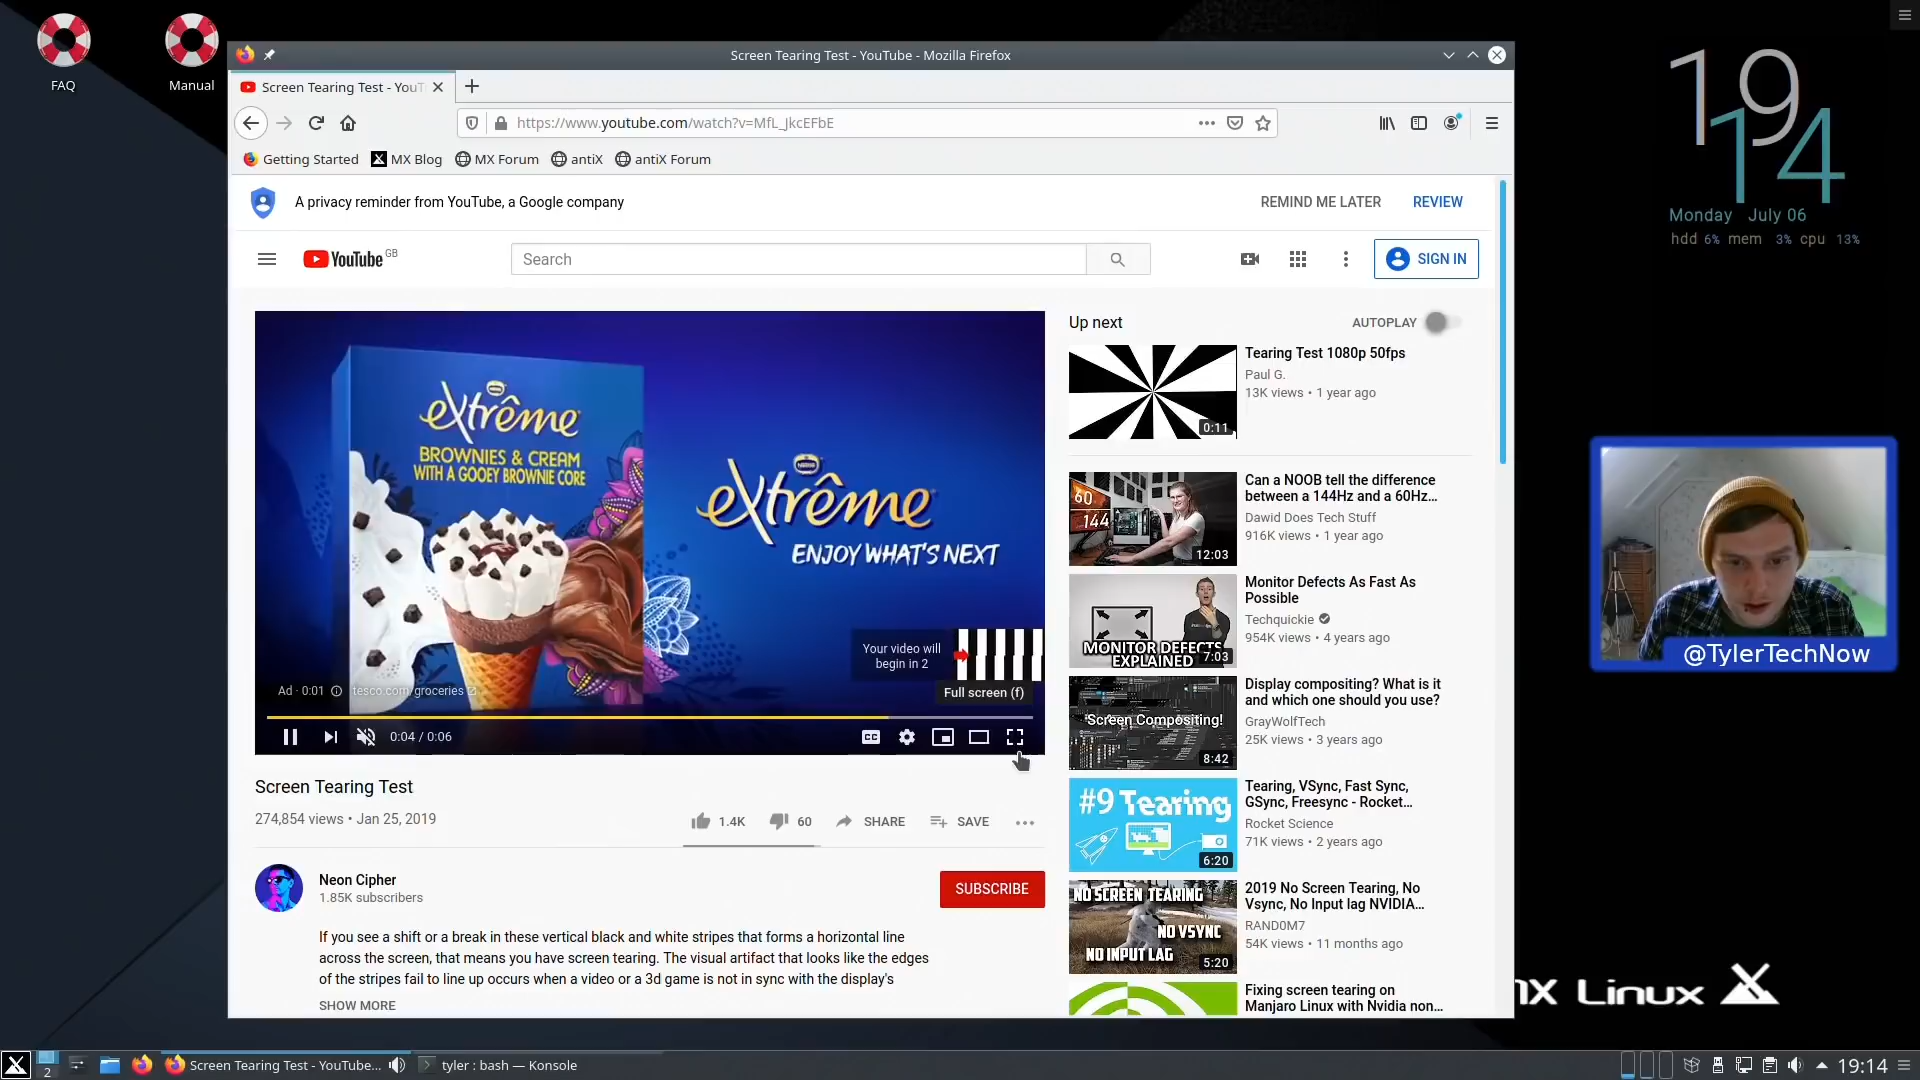 FAQ
Manual
Screen Tearing Test - YouTube - Mozilla Firefox
Screen Tearing Test - YouT
https://www.youtube.com/watch?v=MfL_JkcEFbE
Getting Started
MX Blog
MX Forum
antiX
antiX Forum
A privacy reminder from YouTube, a Google company
REMIND ME LATER
REVIEW
YouTube GB
Search
SIGN IN
extrême
BROWNIES & CREAM
WITH A GOOEY BROWNIE CORE
extrême
ENJOY WHAT'S NEXT
Your video will
begin in 2
Full screen (f)
Ad · 0:01
tesco.com/groceries
0:04 / 0:06
CC
Screen Tearing Test
274,854 views • Jan 25, 2019
1.4K
60
SHARE
SAVE
Neon Cipher
1.85K subscribers
SUBSCRIBE
If you see a shift or a break in these vertical black and white stripes that forms a horizontal line
across the screen, that means you have screen tearing. The visual artifact that looks like the edges
of the stripes fail to line up occurs when a video or a 3d game is not in sync with the display's
SHOW MORE
Up next
AUTOPLAY
0:11
Tearing Test 1080p 50fps
Paul G.
13K views • 1 year ago
60
144
12:03
Can a NOOB tell the difference
between a 144Hz and a 60Hz...
Dawid Does Tech Stuff
916K views • 1 year ago
MONITOR DEFECTS
EXPLAINED
7:03
Monitor Defects As Fast As
Possible
Techquickie
954K views • 4 years ago
Screen Compositing!
8:42
Display compositing? What is it
and which one should you use?
GrayWolfTech
25K views • 3 years ago
#9 Tearing
6:20
Tearing, VSync, Fast Sync,
GSync, Freesync - Rocket...
Rocket Science
71K views • 2 years ago
NO SCREEN TEARING
NO VSYNC
NO INPUT LAG
5:20
2019 No Screen Tearing, No
Vsync, No Input lag NVIDIA...
RAND0M7
54K views • 11 months ago
Fixing screen tearing on
Manjaro Linux with Nvidia non...
19
14
Monday July 06
hdd 6% mem 3% cpu 13%
@TylerTechNow
MX Linux
2
Screen Tearing Test - YouTube...
tyler : bash — Konsole
19:14